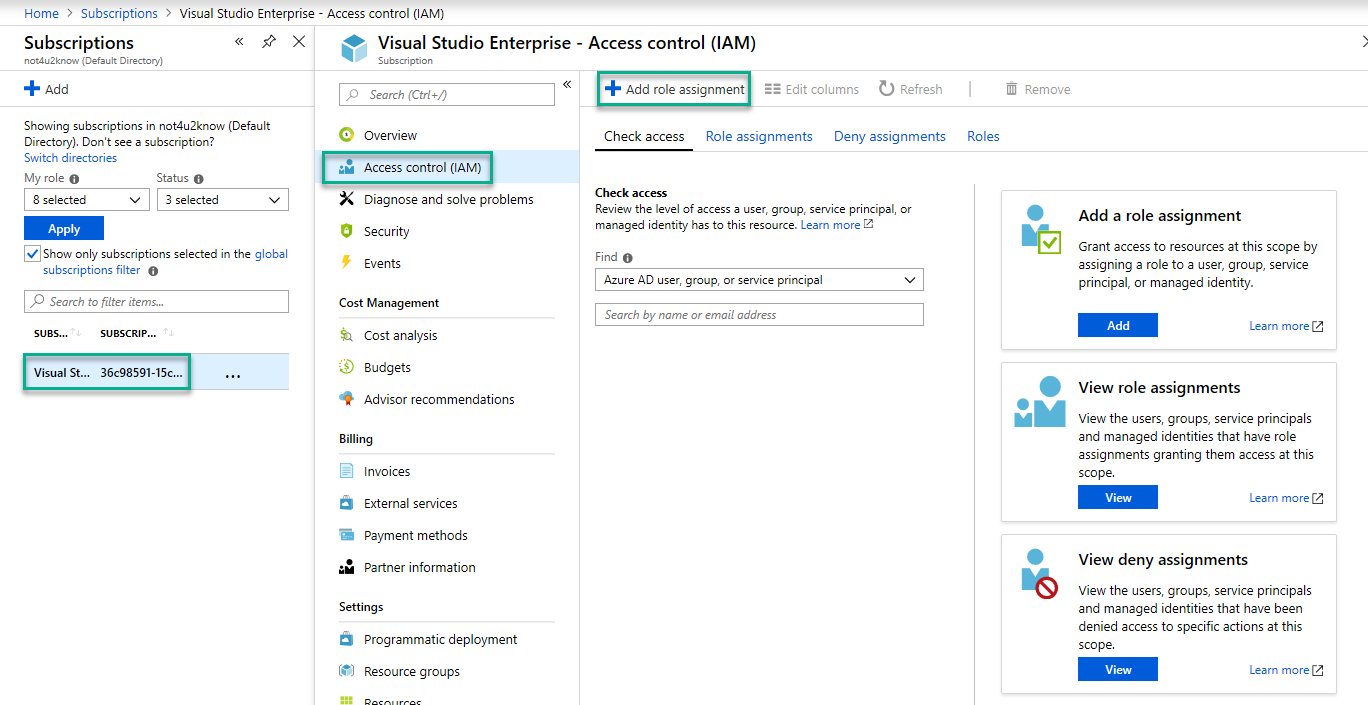 Home > Subscriptions > Visual Studio Enterprise - Access control (IAM)
Subscriptions
not4u2know (Default Directory)
Add
Showing subscriptions in not4u2know (Default
Directory). Don't see a subscription?
Switch directories
My role
Status
8 selected
3 selected
Apply
Show only subscriptions selected in the global
subscriptions filter
Search to filter items...
SUBS...
SUBSCRIP...
Visual St...
36c98591-15c...
...
Visual Studio Enterprise - Access control (IAM)
Subscription
Search (Ctrl+/)
Overview
Access control (IAM)
Diagnose and solve problems
Security
Events
Cost Management
Cost analysis
Budgets
Advisor recommendations
Billing
Invoices
External services
Payment methods
Partner information
Settings
Programmatic deployment
Resource groups
Resources
Add role assignment
Edit columns
Refresh
Remove
Check access
Role assignments
Deny assignments
Roles
Check access
Review the level of access a user, group, service principal, or
managed identity has to this resource. Learn more
Find
Azure AD user, group, or service principal
Search by name or email address
Add a role assignment
Grant access to resources at this scope by
assigning a role to a user, group, service
principal, or managed identity.
Add
Learn more
View role assignments
View the users, groups, service principals
and managed identities that have role
assignments granting them access at this
scope.
View
Learn more
View deny assignments
View the users, groups, service principals
and managed identities that have been
denied access to specific actions at this
scope.
View
Learn more